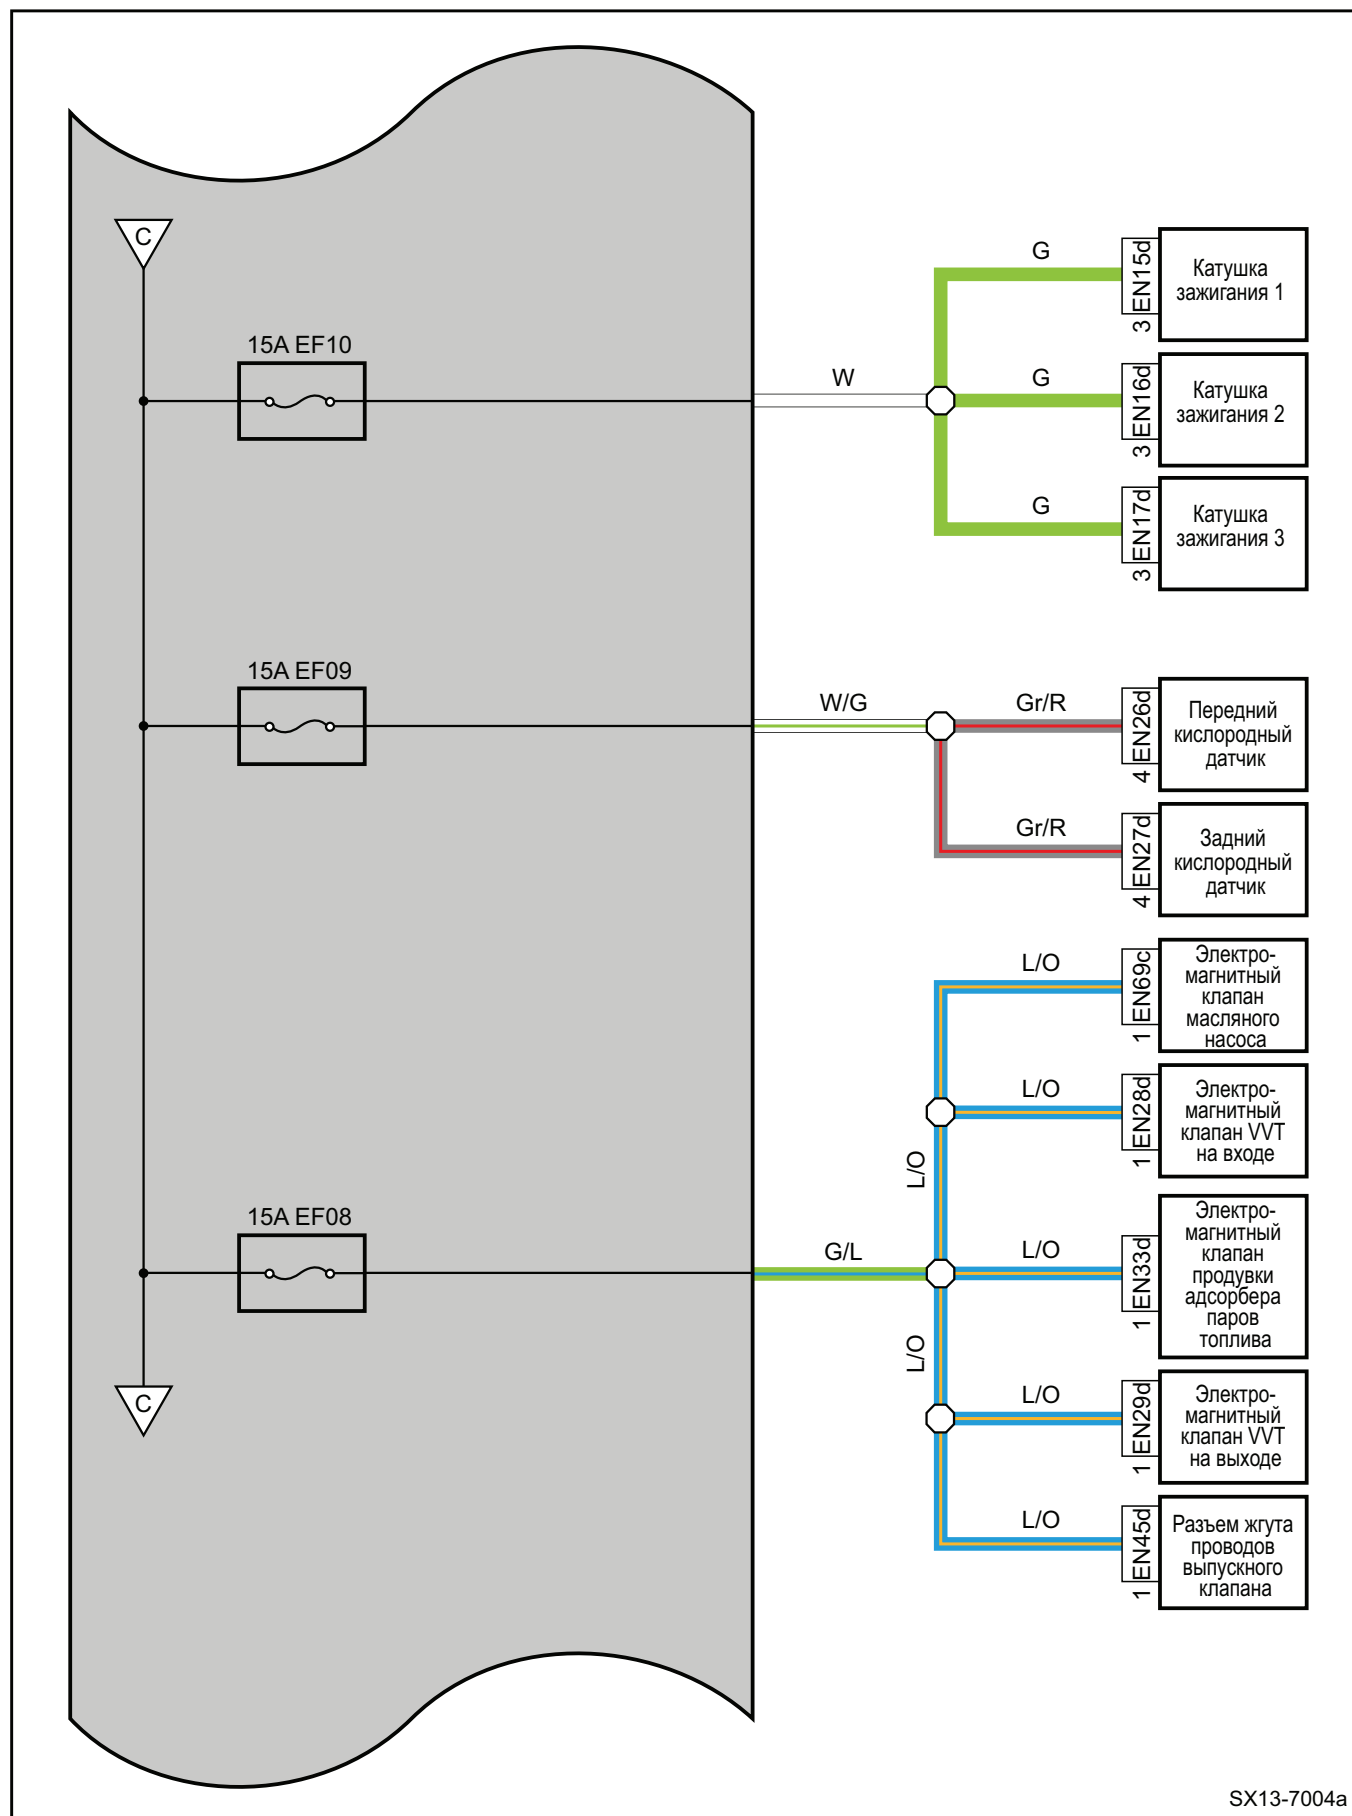 C
15A EF10
W
G
3 EN15d
Катушка
зажигания 1
G
3 EN16d
Катушка
зажигания 2
G
3 EN17d
Катушка
зажигания 3
15A EF09
W/G
Gr/R
4 EN26d
Передний
кислородный
датчик
Gr/R
4 EN27d
Задний
кислородный
датчик
L/O
1 EN69c
Электро-
магнитный
клапан
масляного
насоса
L/O
1 EN28d
Электро-
магнитный
клапан VVT
на входе
L/O
15A EF08
G/L
L/O
1 EN33d
Электро-
магнитный
клапан
продувки
адсорбера
паров
топлива
L/O
C
L/O
1 EN29d
Электро-
магнитный
клапан VVT
на выходе
L/O
1 EN45d
Разъем жгута
проводов
выпускного
клапана
SX13-7004a